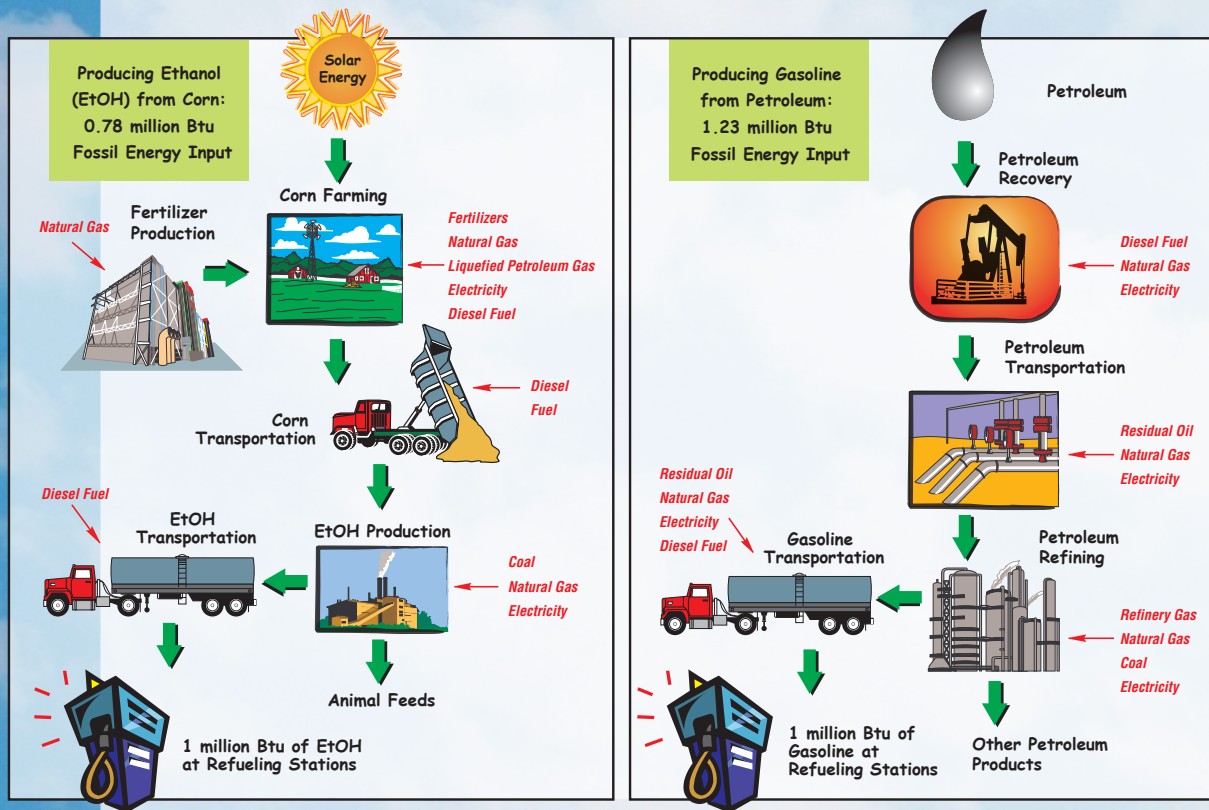 Producing Ethanol
(EtOH) from Corn:
0.78 million Btu
Fossil Energy Input
Solar
Energy
Corn Farming
Natural Gas
Fertilizer
Production
Fertilizers
Natural Gas
Liquefied Petroleum Gas
Electricity
Diesel Fuel
Corn
Transportation
Diesel
Fuel
EtOH Production
Coal
Natural Gas
Electricity
Diesel Fuel
EtOH
Transportation
Animal Feeds
1 million Btu of EtOH
at Refueling Stations
Producing Gasoline
from Petroleum:
1.23 million Btu
Fossil Energy Input
Petroleum
Petroleum
Recovery
Diesel Fuel
Natural Gas
Electricity
Petroleum
Transportation
Residual Oil
Natural Gas
Electricity
Petroleum
Refining
Refinery Gas
Natural Gas
Coal
Electricity
Residual Oil
Natural Gas
Electricity
Diesel Fuel
Gasoline
Transportation
1 million Btu of
Gasoline at
Refueling Stations
Other Petroleum
Products